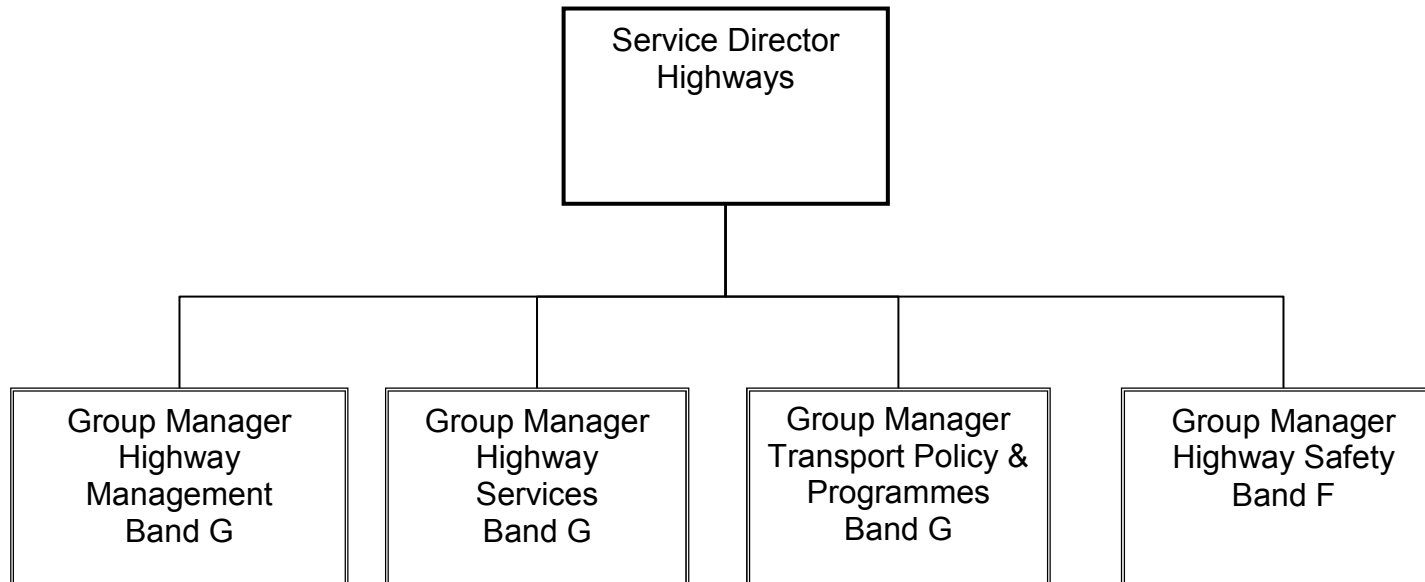 Service Director
Highways
Group Manager
Highway
Management
Band G
Group Manager
Highway
Services
Band G
Group Manager
Transport Policy &
Programmes
Band G
Group Manager
Highway Safety
Band F